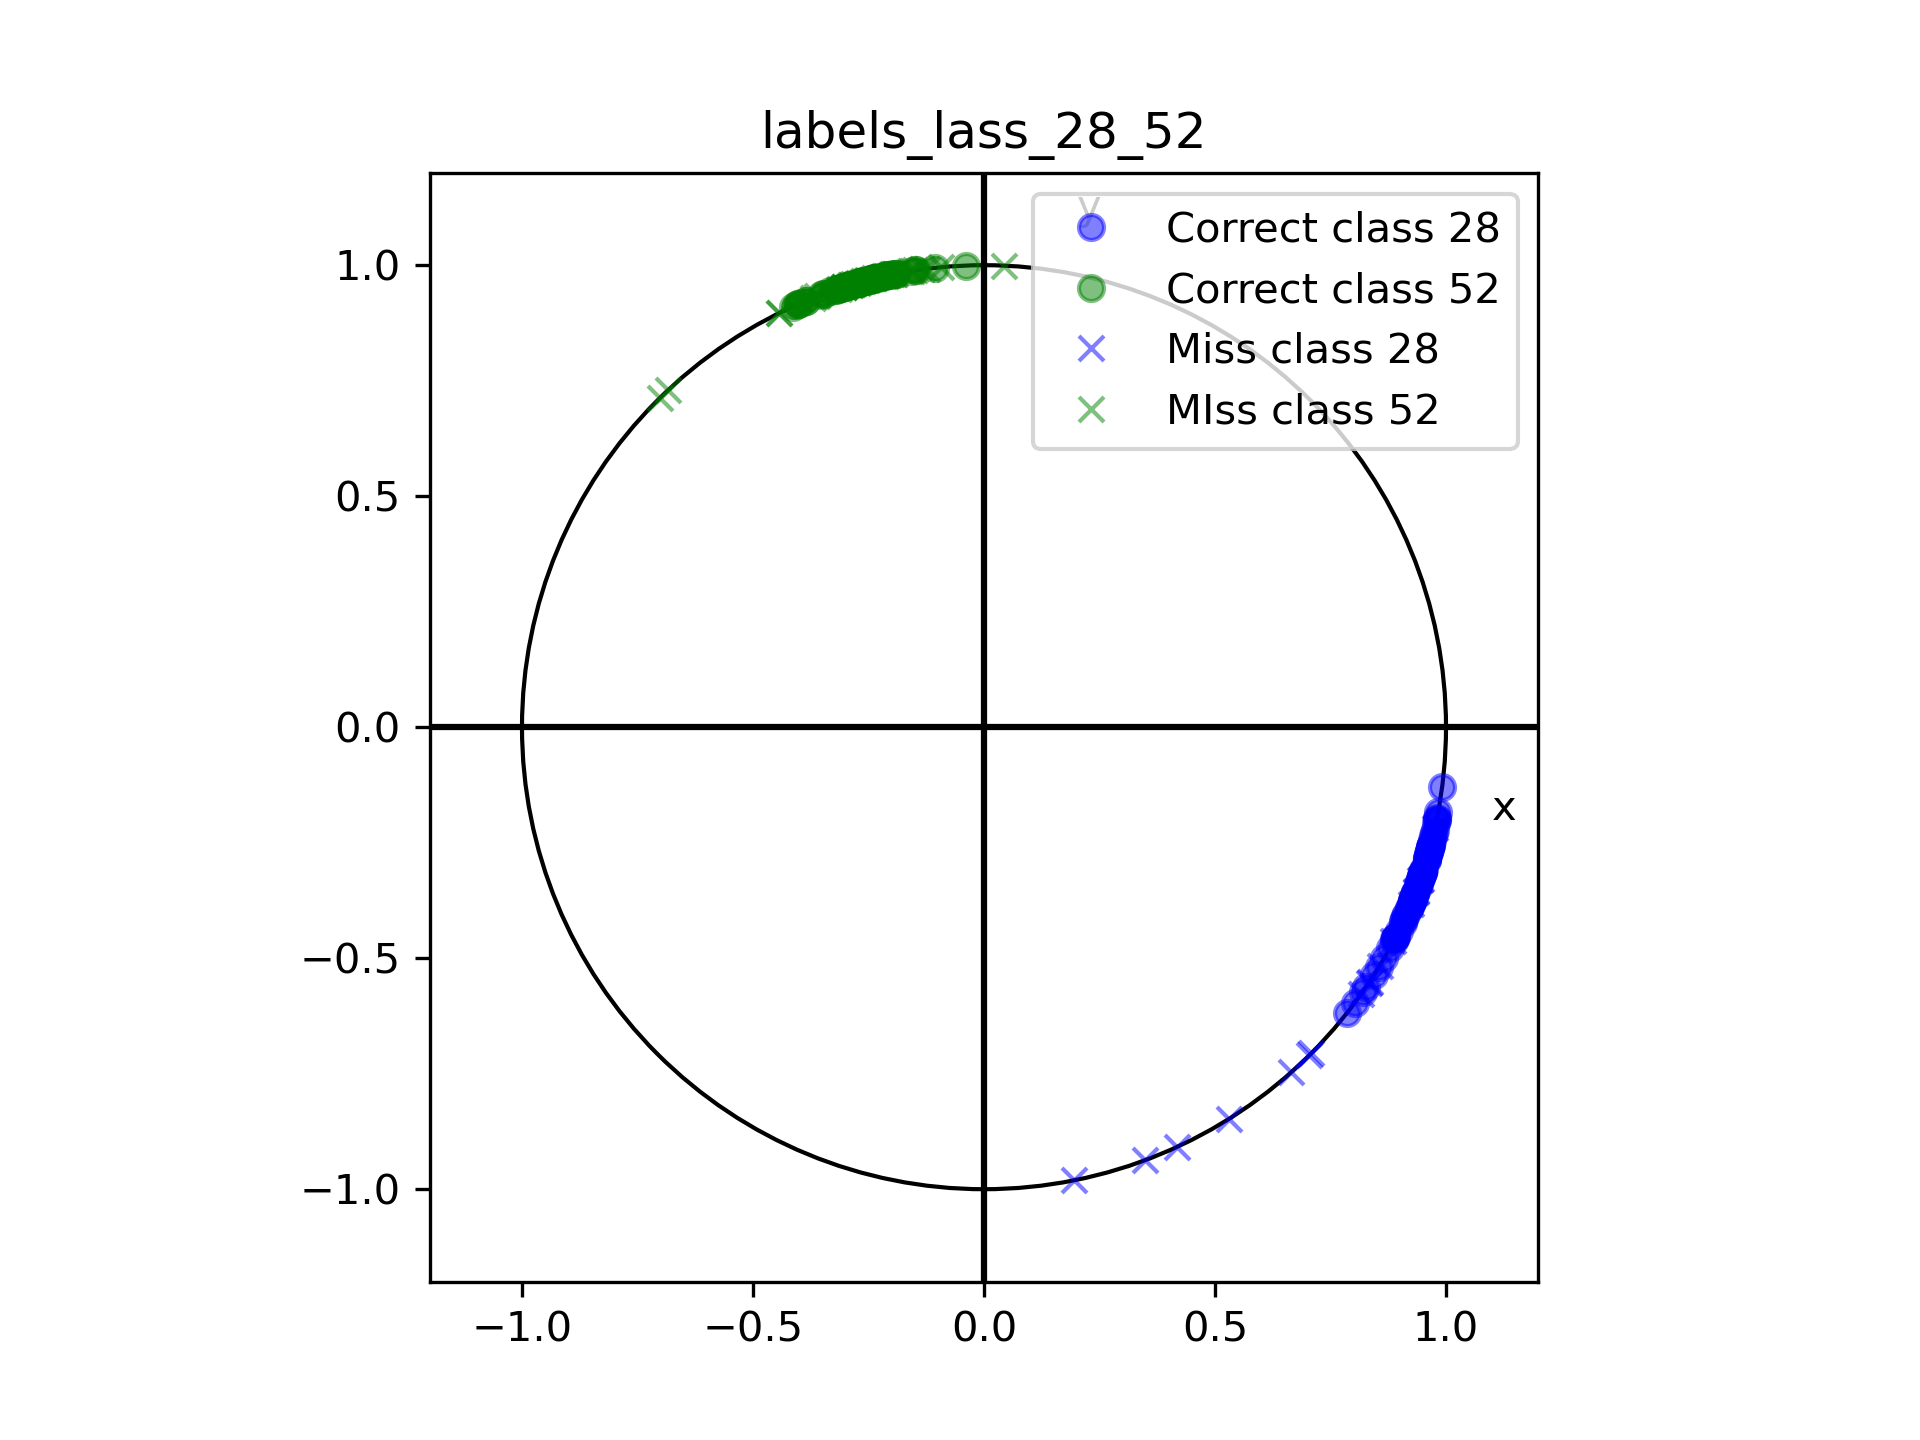 labels_lass_28_52
y
Correct class 28
Correct class 52
Miss class 28
MIss class 52
1.0
0.5
0.0
−0.5
−1.0
x
−1.0 −0.5 0.0 0.5 1.0